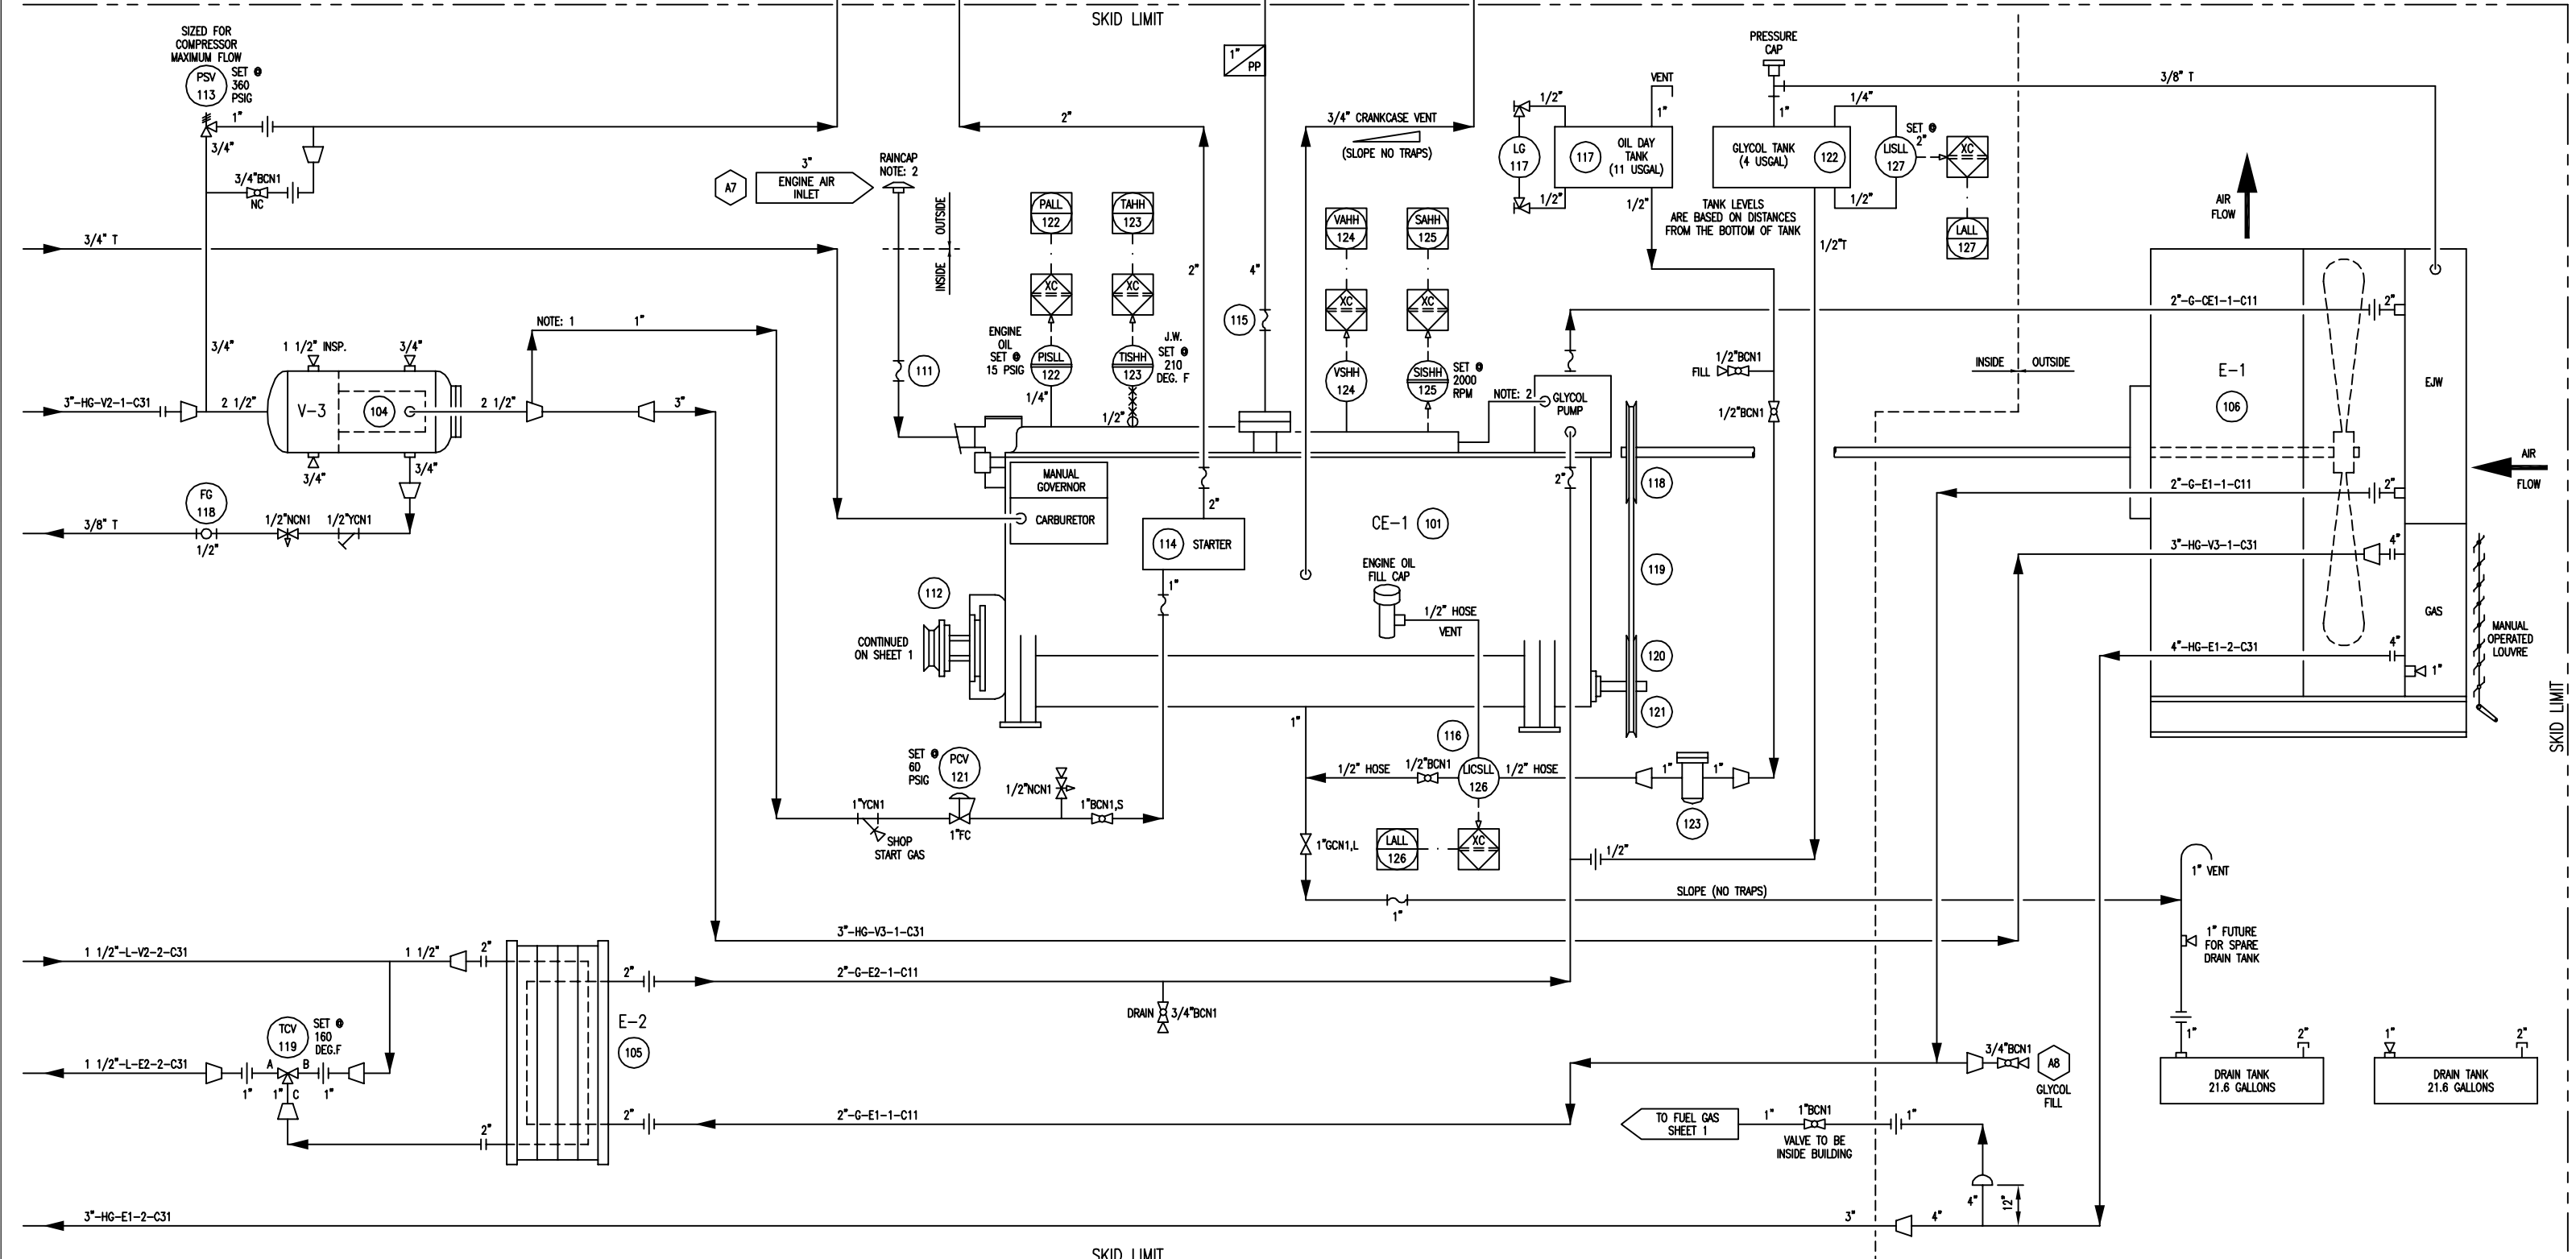 SKID LIMIT
SIZED FOR
COMPRESSOR
MAXIMUM FLOW
PSV
113
SET @
360
PSIG
1"
3/4"
3/4"BCN1
NC
3/4" T
3/4"
3"-HG-V2-1-C31
2 1/2"
1 1/2" INSP.
3/4"
V-3
104
3/4"
3/4"
2 1/2"
3"
NOTE: 1
1"
FG
118
1/2"
1/2"NCN1
1/2"YCN1
3/8" T
A7
3"
ENGINE AIR
INLET
RAINCAP
NOTE: 2
OUTSIDE
INSIDE
111
2"
2"
1"
PP
4"
115
3/4" CRANKCASE VENT
(SLOPE NO TRAPS)
PALL
122
TAHH
123
XC
XC
ENGINE
OIL
SET @
15 PSIG
PISLL
122
1/4"
TISHH
123
J.W.
SET @
210
DEG. F
1/2"
VAHH
124
SAHH
125
XC
XC
VSHH
124
SISHH
125
SET @
2000
RPM
NOTE: 2
GLYCOL
PUMP
2"
LG
117
1/2"
1/2"
117
OIL DAY
TANK
(11 USGAL)
VENT
1"
1/2"
PRESSURE
CAP
1"
GLYCOL TANK
(4 USGAL)
122
1/4"
1/2"
LISLL
127
SET @
2"
XC
LALL
127
TANK LEVELS
ARE BASED ON DISTANCES
FROM THE BOTTOM OF TANK
1/2"T
3/8" T
AIR
FLOW
2"-G-CE1-1-C11
2"
INSIDE
OUTSIDE
E-1
106
EJW
AIR
FLOW
2"-G-E1-1-C11
2"
3"-HG-V3-1-C31
4"
GAS
4"-HG-E1-2-C31
4"
1"
MANUAL
OPERATED
LOUVRE
SKID LIMIT
1/2"BCN1
FILL
1/2"BCN1
MANUAL
GOVERNOR
CARBURETOR
2"
114
STARTER
1"
CE-1
101
118
119
120
121
112
CONTINUED
ON SHEET 1
ENGINE OIL
FILL CAP
1/2" HOSE
VENT
1"
116
1/2" HOSE
1/2"BCN1
LICSLL
126
1/2" HOSE
1"
1"
123
LALL
126
XC
1"GCN1,L
1"
1/2"
SET @
60
PSIG
PCV
121
1"FC
1"YCN1
SHOP
START GAS
1/2"NCN1
1"BCN1,S
SLOPE (NO TRAPS)
1" VENT
1" FUTURE
FOR SPARE
DRAIN TANK
1"
2"
DRAIN TANK
21.6 GALLONS
1"
2"
DRAIN TANK
21.6 GALLONS
3"-HG-V3-1-C31
1 1/2"-L-V2-2-C31
1 1/2"
2"
2"
2"-G-E2-1-C11
DRAIN
3/4"BCN1
E-2
105
TCV
119
SET @
160
DEG.F
A
B
C
1"
1"
1"
1 1/2"-L-E2-2-C31
2"
2"
2"-G-E1-1-C11
3/4"BCN1
A8
GLYCOL
FILL
TO FUEL GAS
SHEET 1
1"
1"BCN1
1"
VALVE TO BE
INSIDE BUILDING
4"
12"
3"-HG-E1-2-C31
3"
4"
SKID LIMIT